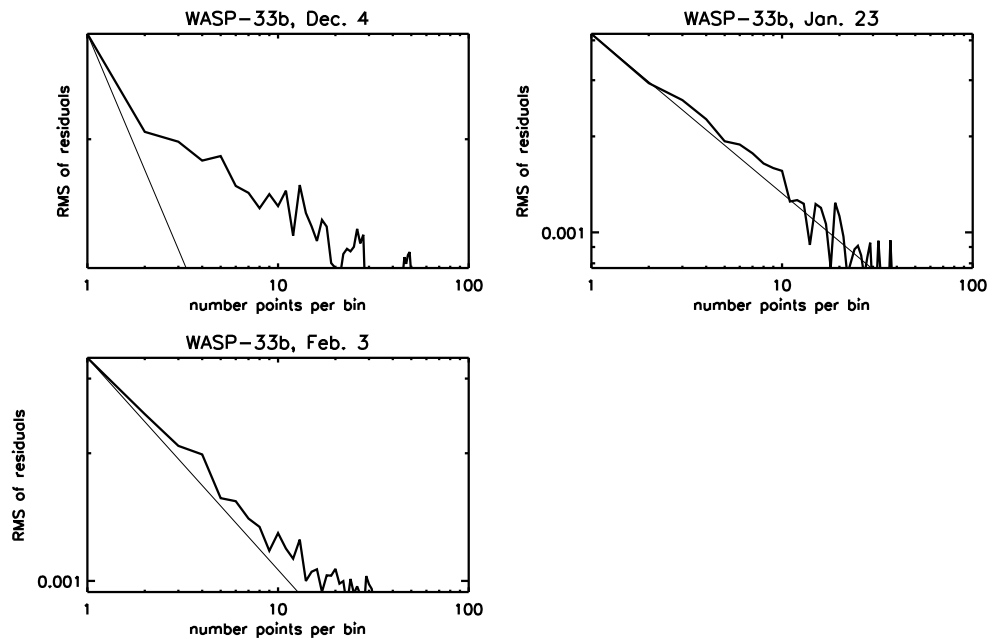 WASP-33b, Dec. 4
RMS of residuals
1 10 100
number points per bin
WASP-33b, Jan. 23
RMS of residuals
0.001
1 10 100
number points per bin
WASP-33b, Feb. 3
RMS of residuals
0.001
1 10 100
number points per bin